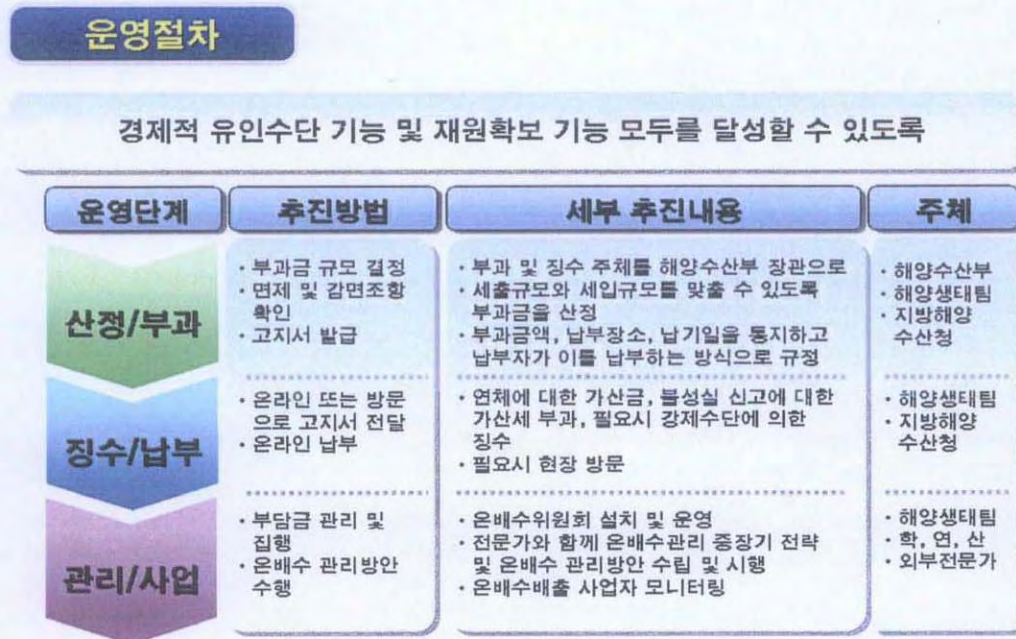 운영절차
경제적 유인수단 기능 및 재원확보 기능 모두를 달성할 수 있도록
운영단계
추진방법
세부 추진내용
주체
산정/부과
· 부과금 규모 결정
· 면제 및 감면조항
확인
· 고지서 발급
· 부과 및 징수 주체를 해양수산부 장관으로
· 세출규모와 세입규모를 맞출 수 있도록
부과금을 산정
· 부과금액, 납부장소, 납기일을 통지하고
납부자가 이를 납부하는 방식으로 규정
· 해양수산부
· 해양생태팀
· 지방해양
수산청
징수/납부
· 온라인 또는 방문
으로 고지서 전달
· 온라인 납부
· 연체에 대한 가산금, 불성실 신고에 대한
가산세 부과, 필요시 강제수단에 의한
징수
· 필요시 현장 방문
· 해양생태팀
· 지방해양
수산청
관리/사업
· 부담금 관리 및
집행
· 온배수 관리방안
수행
· 온배수위원회 설치 및 운영
· 전문가와 함께 온배수관리 중장기 전략
및 온배수 관리방안 수립 및 시행
· 온배수배출 사업자 모니터링
· 해양생태팀
· 학, 연, 산
· 외부전문가